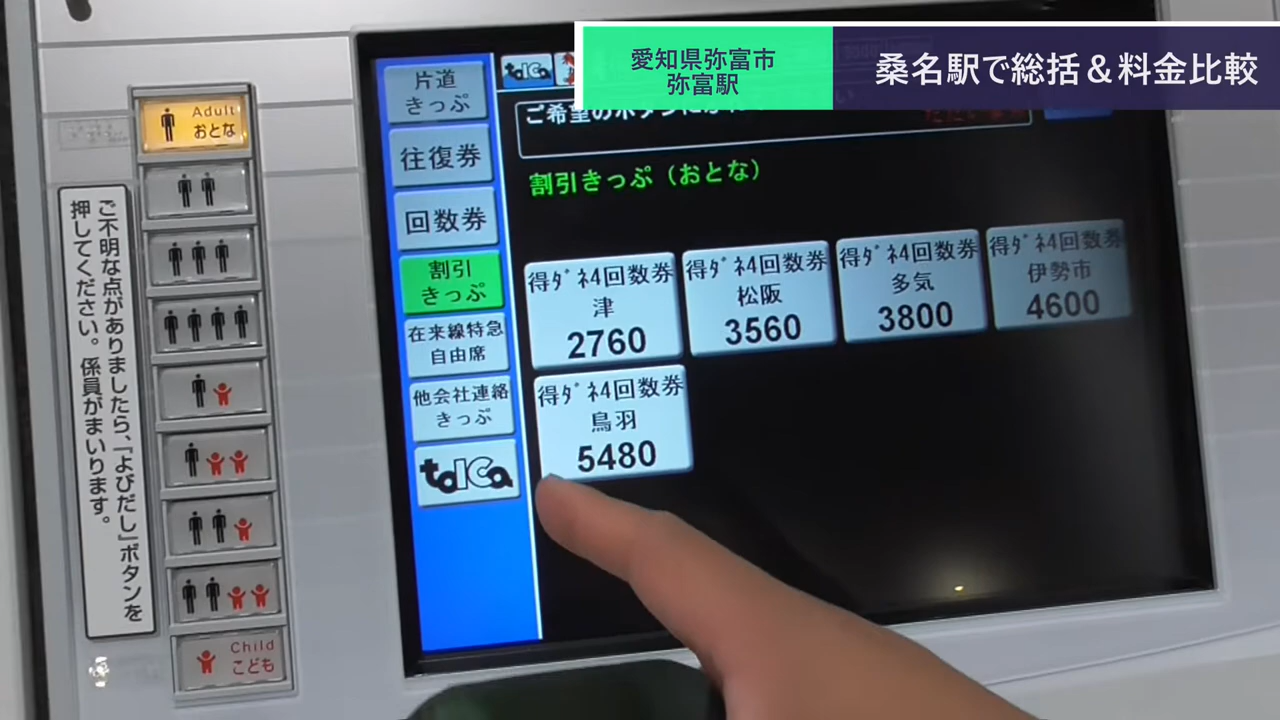 愛知県弥富市
弥富駅
桑名駅で総括＆料金比較
Adult
おとな
Child
こども
ご不明な点がありましたら、「よびだし」ボタンを
押してください。係員がまいります。
片道
きっぷ
往復券
回数券
割引
きっぷ
在来線特急
自由席
他会社連絡
きっぷ
toICa
toICa
割引きっぷ（おとな）
得ﾀﾞﾈ4回数券
津
2760
得ﾀﾞﾈ4回数券
松阪
3560
得ﾀﾞﾈ4回数券
多気
3800
得ﾀﾞﾈ4回数券
伊勢市
4600
得ﾀﾞﾈ4回数券
鳥羽
5480